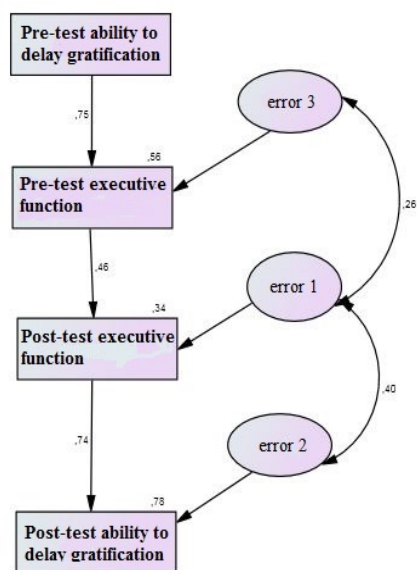 Pre-test ability to
delay gratification
error 3
,75
,56
Pre-test executive
function
,26
,46
,34
error 1
Post-test executive
function
,40
,74
error 2
,78
Post-test ability to
delay gratification